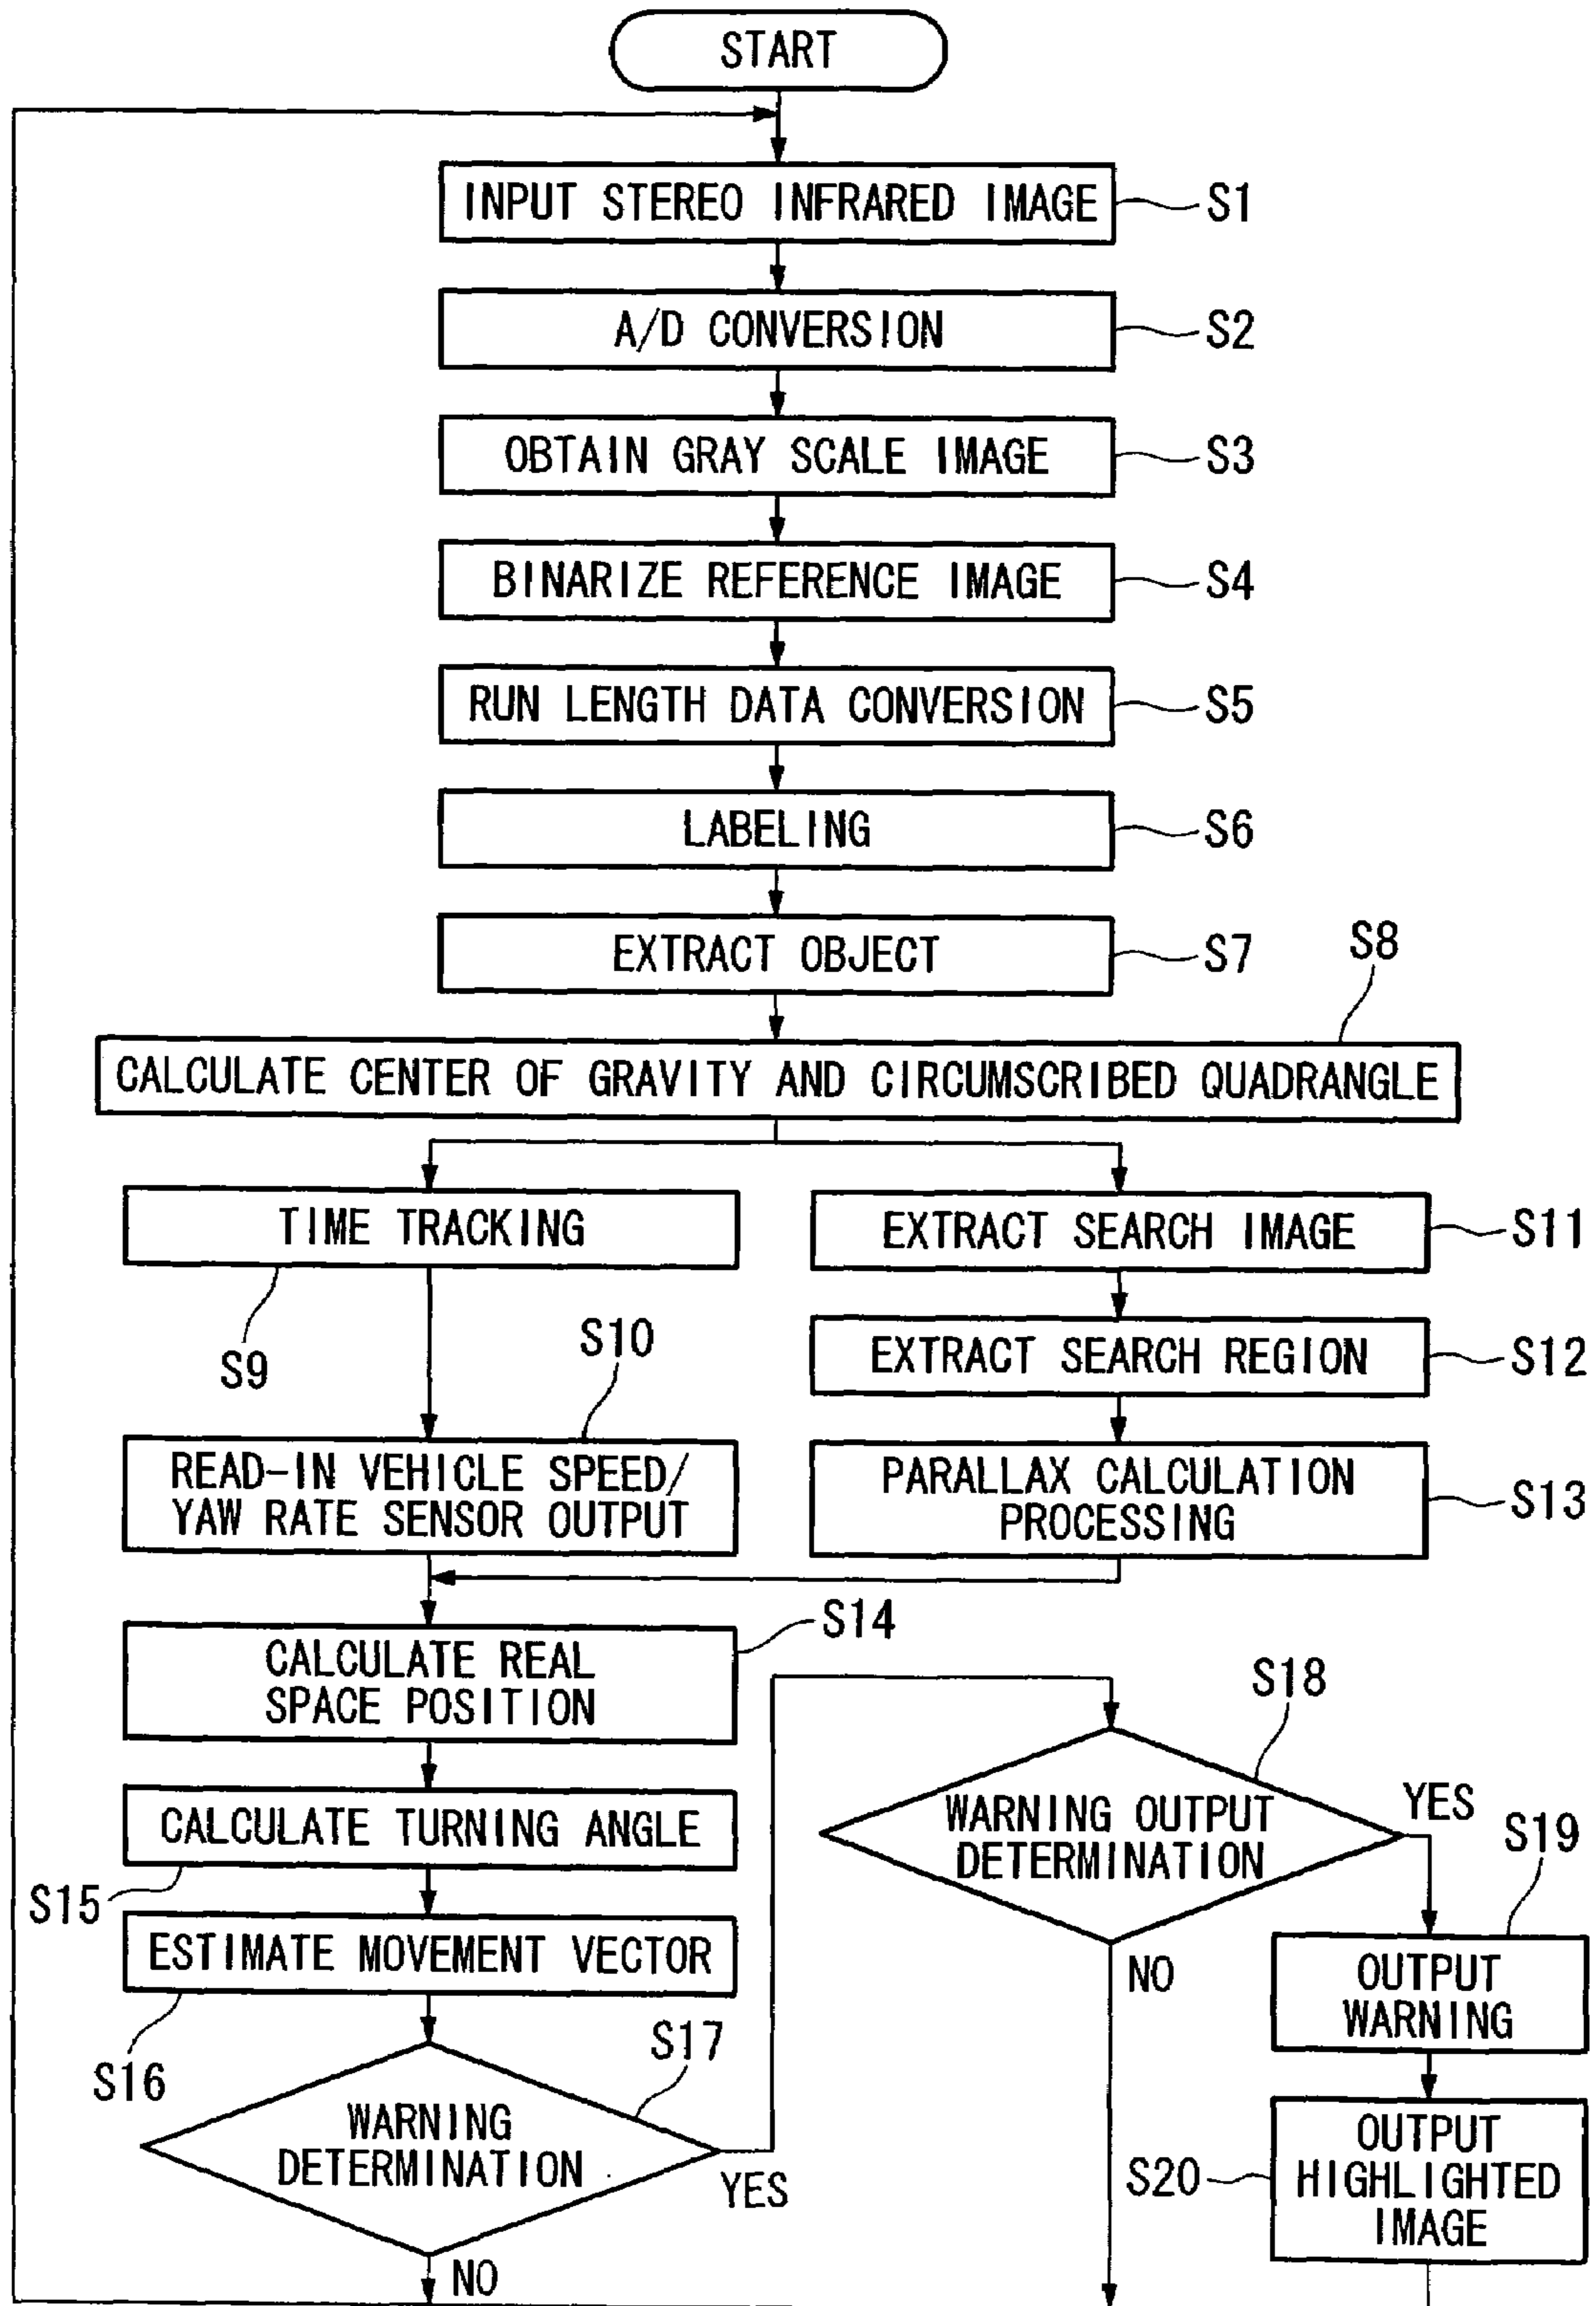 START
INPUT STEREO INFRARED IMAGE
S1
A/D CONVERSION
S2
OBTAIN GRAY SCALE IMAGE
S3
BINARIZE REFERENCE IMAGE
S4
RUN LENGTH DATA CONVERSION
S5
LABELING
S6
EXTRACT OBJECT
S7
S8
CALCULATE CENTER OF GRAVITY AND CIRCUMSCRIBED QUADRANGLE
TIME TRACKING
S9
EXTRACT SEARCH IMAGE
S11
EXTRACT SEARCH REGION
S12
S10
READ-IN VEHICLE SPEED/
YAW RATE SENSOR OUTPUT
PARALLAX CALCULATION
PROCESSING
S13
S14
CALCULATE REAL
SPACE POSITION
CALCULATE TURNING ANGLE
S15
ESTIMATE MOVEMENT VECTOR
S16
S17
WARNING
DETERMINATION
YES
NO
S18
WARNING OUTPUT
DETERMINATION
YES
NO
S19
OUTPUT
WARNING
S20
OUTPUT
HIGHLIGHTED
IMAGE